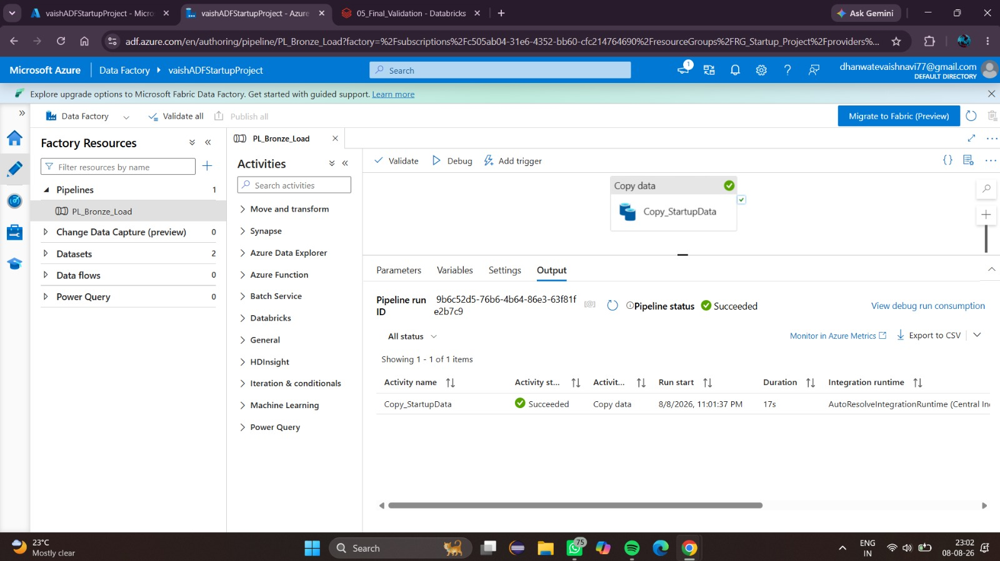 vaishADFStartupProject - Micro
vaishADFStartupProject - Azure
05_Final_Validation - Databricks
Ask Gemini
adf.azure.com/en/authoring/pipeline/PL_Bronze_Load?factory=%2Fsubscriptions%2Fc505ab04-31e6-4352-bb60-cfc214764690%2FresourceGroups%2FRG_Startup_Project%2Fproviders%...
Microsoft Azure
Data Factory
vaishADFStartupProject
Search
1
dhanwatevaishnavi77@gmail.com
DEFAULT DIRECTORY
Explore upgrade options to Microsoft Fabric Data Factory. Get started with guided support. Learn more
Data Factory
Validate all
Publish all
Migrate to Fabric (Preview)
Factory Resources
Filter resources by name
Pipelines 1
PL_Bronze_Load
Change Data Capture (preview) 0
Datasets 2
Data flows 0
Power Query 0
PL_Bronze_Load
Activities
Search activities
Move and transform
Synapse
Azure Data Explorer
Azure Function
Batch Service
Databricks
General
HDInsight
Iteration & conditionals
Machine Learning
Power Query
Validate
Debug
Add trigger
Copy data
Copy_StartupData
Parameters
Variables
Settings
Output
Pipeline run ID
9b6c52d5-76b6-4b64-86e3-63f81f
e2b7c9
Pipeline status
Succeeded
View debug run consumption
All status
Monitor in Azure Metrics
Export to CSV
Showing 1 - 1 of 1 items
Activity name Activity st... Activit... Run start Duration Integration runtime
Copy_StartupData Succeeded Copy data 8/8/2026, 11:01:37 PM 17s AutoResolveIntegrationRuntime (Central In
23°C
Mostly clear
Search
75
ENG
IN
23:02
08-08-26